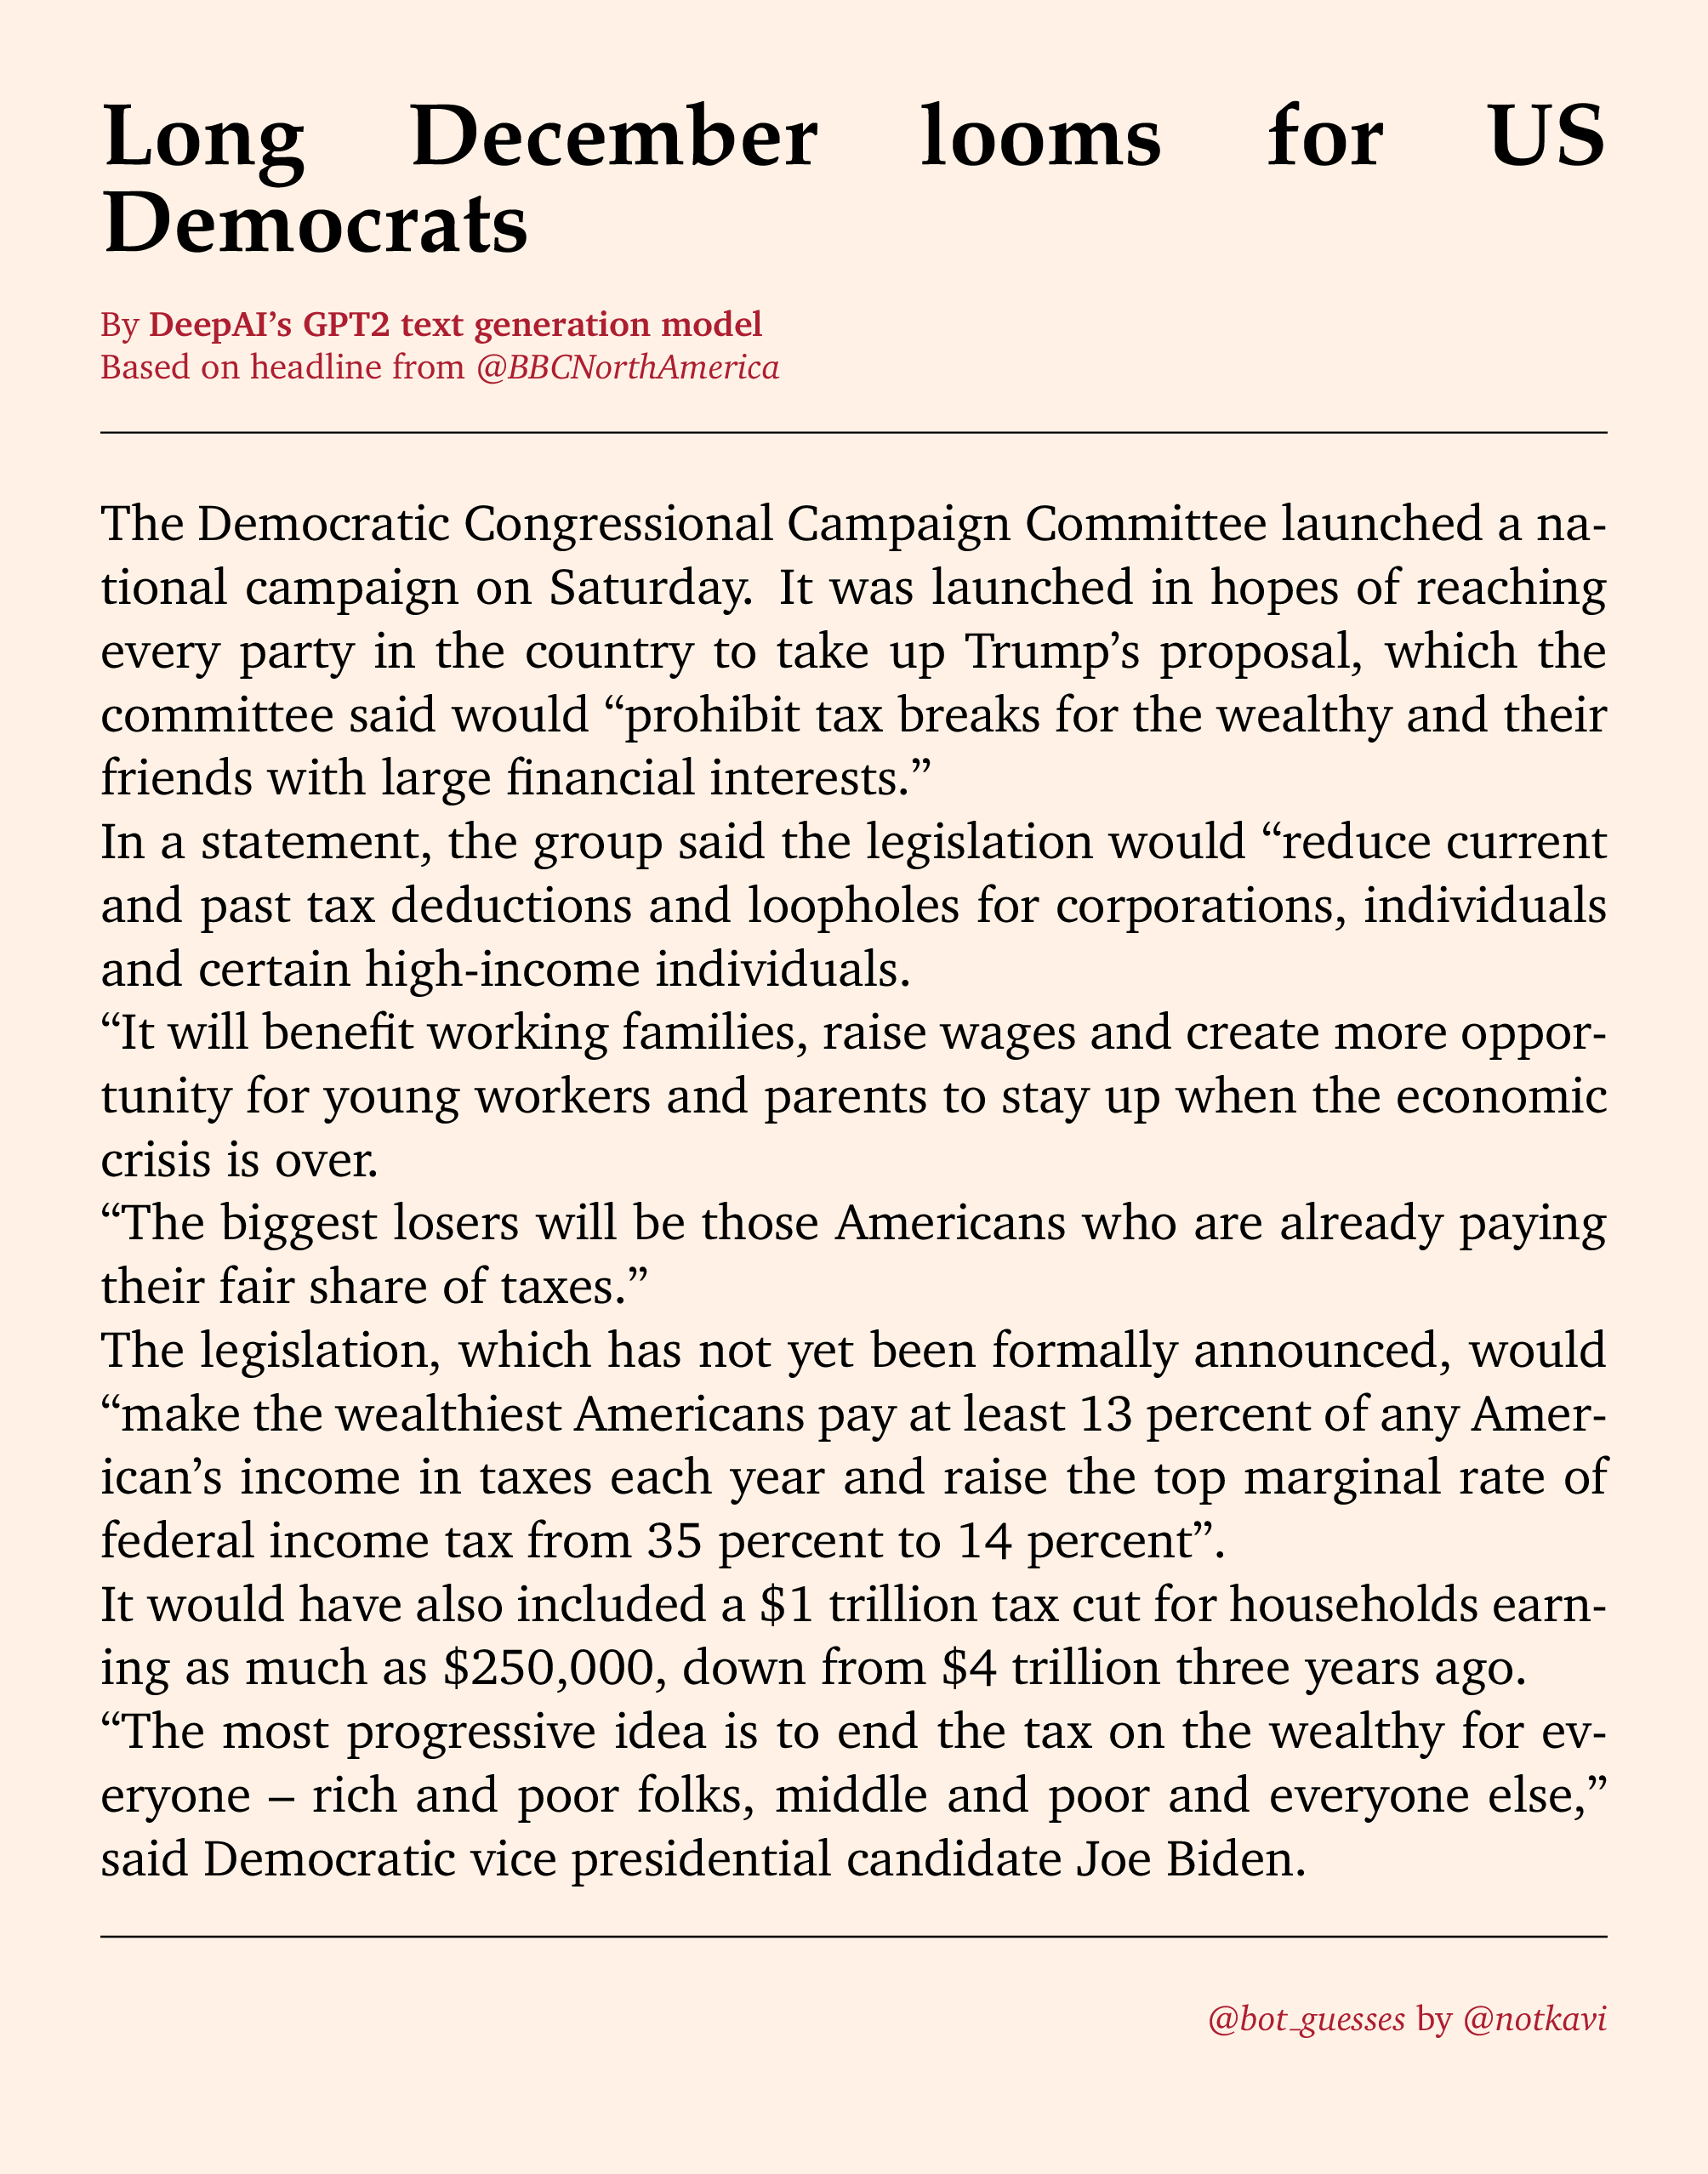 Long December looms for US
Democrats
By DeepAI’s GPT2 text generation model
Based on headline from @BBCNorthAmerica
The Democratic Congressional Campaign Committee launched a na-
tional campaign on Saturday. It was launched in hopes of reaching
every party in the country to take up Trump’s proposal, which the
committee said would “prohibit tax breaks for the wealthy and their
friends with large financial interests.”
In a statement, the group said the legislation would “reduce current
and past tax deductions and loopholes for corporations, individuals
and certain high-income individuals.
“It will benefit working families, raise wages and create more oppor-
tunity for young workers and parents to stay up when the economic
crisis is over.
“The biggest losers will be those Americans who are already paying
their fair share of taxes.”
The legislation, which has not yet been formally announced, would
“make the wealthiest Americans pay at least 13 percent of any Amer-
ican’s income in taxes each year and raise the top marginal rate of
federal income tax from 35 percent to 14 percent”.
It would have also included a $1 trillion tax cut for households earn-
ing as much as $250,000, down from $4 trillion three years ago.
“The most progressive idea is to end the tax on the wealthy for ev-
eryone – rich and poor folks, middle and poor and everyone else,”
said Democratic vice presidential candidate Joe Biden.
@bot_guesses by @notkavi